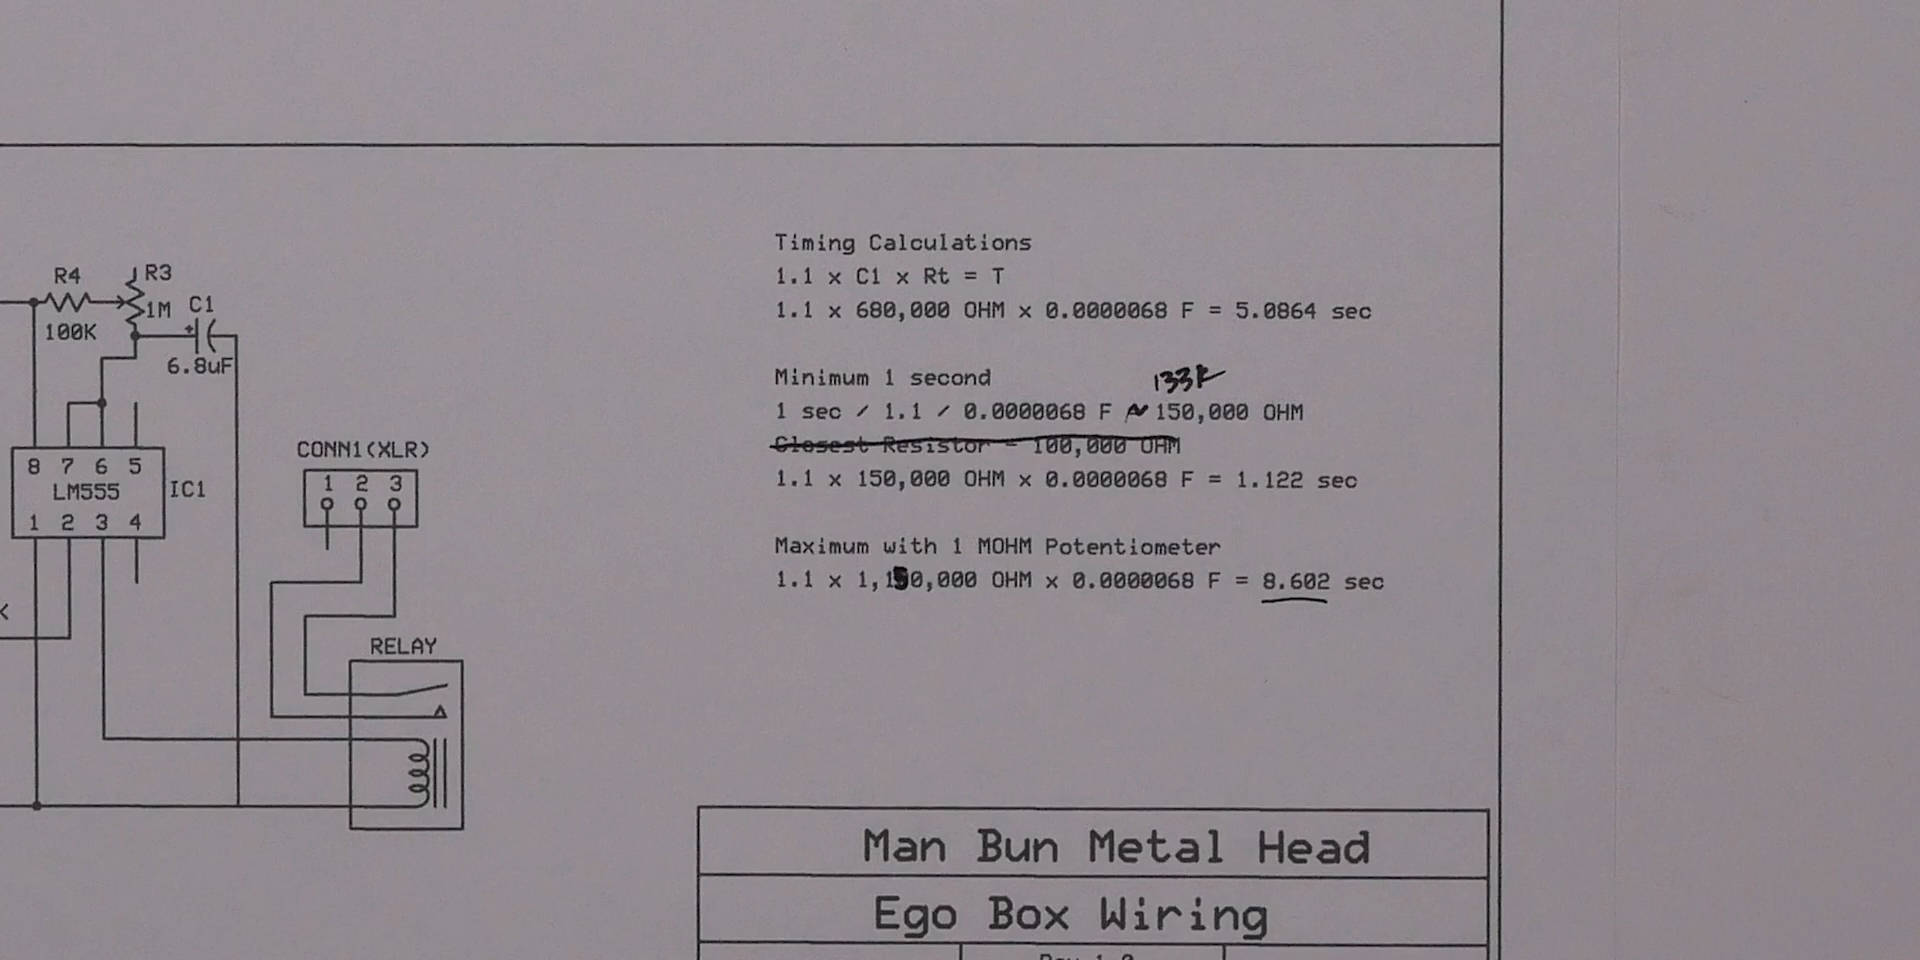 Timing Calculations
1.1 x C1 x Rt = T
1.1 x 680,000 OHM x 0.0000068 F = 5.0864 sec
Minimum 1 second
133K
1 sec / 1.1 / 0.0000068 F ~ 150,000 OHM
Closest Resistor = 100,000 OHM
1.1 x 150,000 OHM x 0.0000068 F = 1.122 sec
Maximum with 1 MOHM Potentiometer
1.1 x 1,150,000 OHM x 0.0000068 F = 8.602 sec
R4
R3
100K
1M
C1
+
6.8uF
8 7 6 5
LM555
IC1
1 2 3 4
CONN1(XLR)
1 2 3
RELAY
K
Man Bun Metal Head
Ego Box Wiring